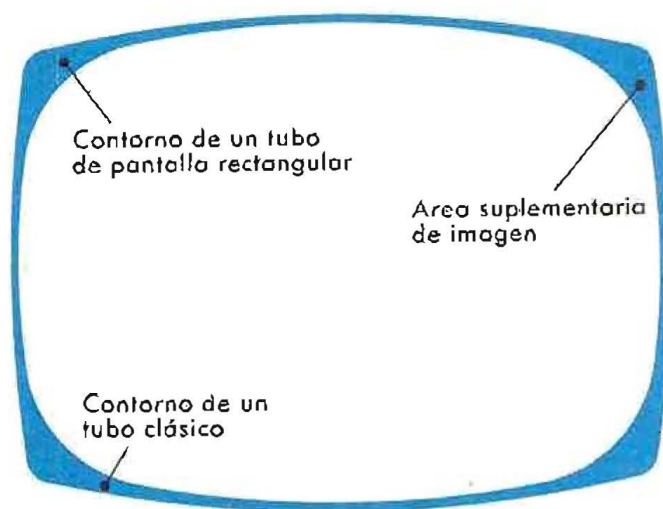 Contorno de un tubo
de pantalla rectangular
Area suplementaria
de imagen
Contorno de un
tubo clásico